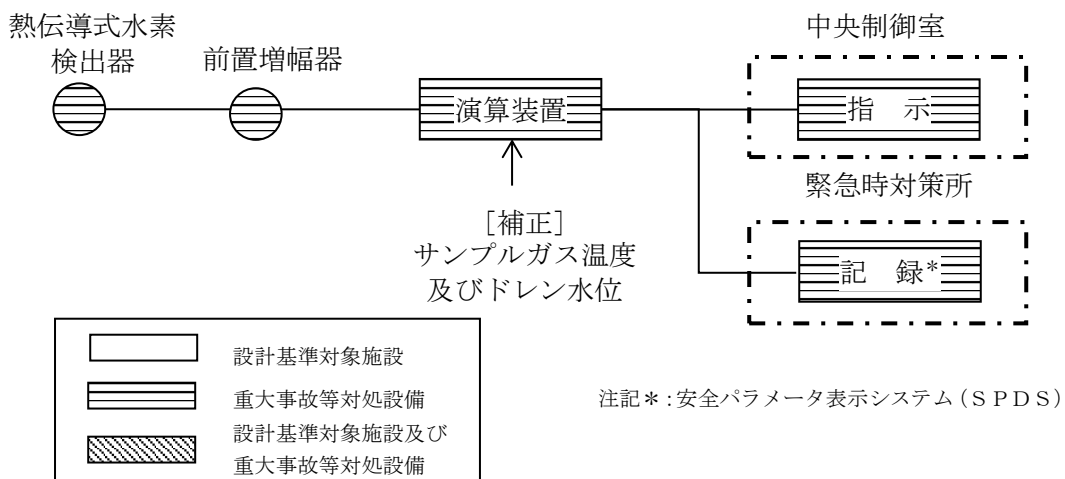 熱伝導式水素
検出器
前置増幅器
演算装置
中央制御室
指 示
緊急時対策所
記 録*
[補正]
サンプルガス温度
及びドレン水位
設計基準対象施設
重大事故等対処設備
設計基準対象施設及び
重大事故等対処設備
注記*:安全パラメータ表示システム(SPDS)